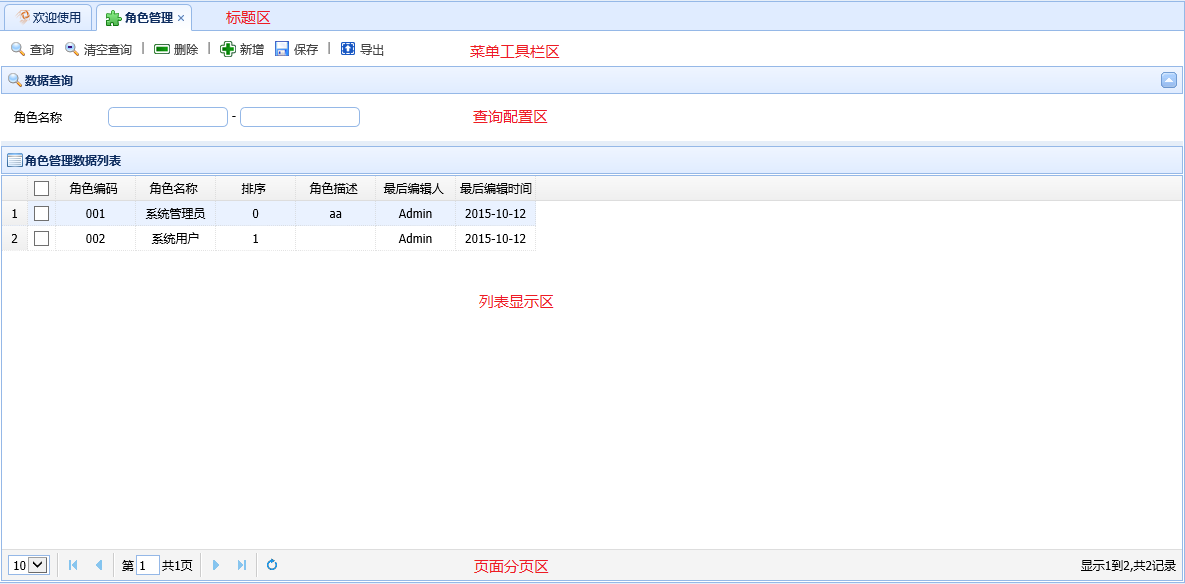 欢迎使用 角色管理 × 标题区
查询 清空查询 删除 新增 保存 导出 菜单工具栏区
数据查询
角色名称 - 查询配置区
角色管理数据列表
角色编码 角色名称 排序 角色描述 最后编辑人 最后编辑时间
1 001 系统管理员 0 aa Admin 2015-10-12
2 002 系统用户 1 Admin 2015-10-12
列表显示区
10 第 1 共1页 页面分页区 显示1到2,共2记录